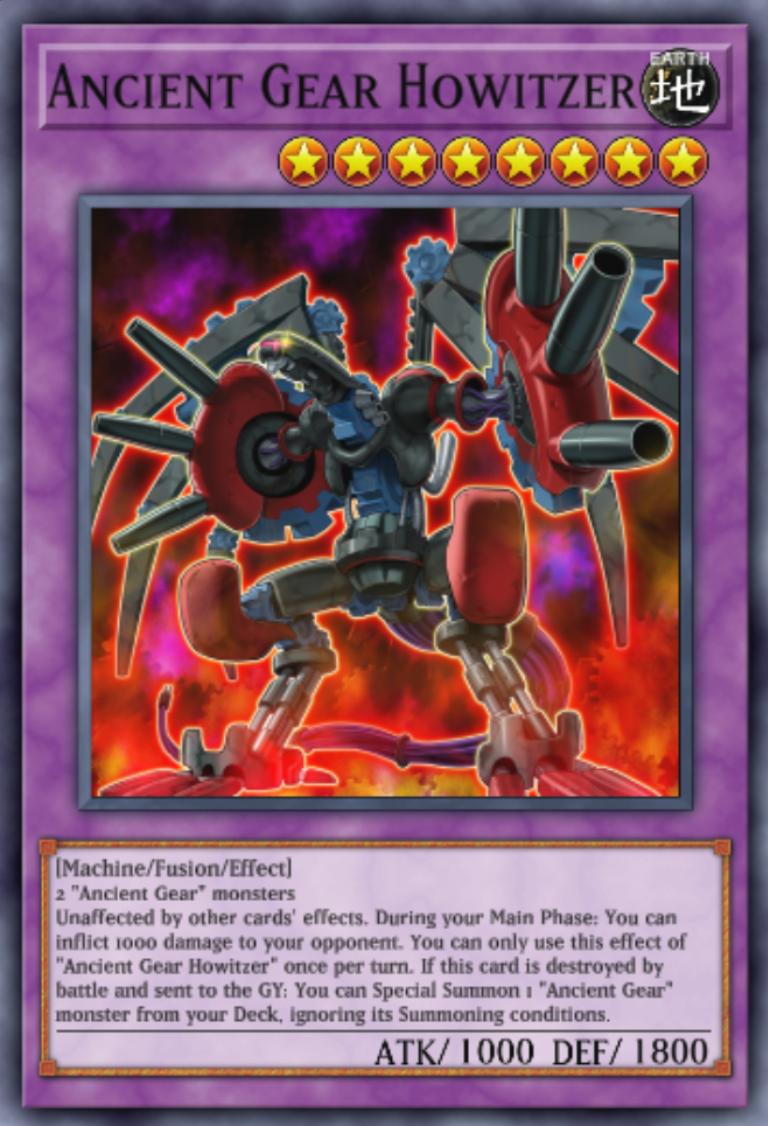 Ancient Gear Howitzer
EARTH
地
[Machine/Fusion/Effect]
2 "Ancient Gear" monsters
Unaffected by other cards' effects. During your Main Phase: You can
inflict 1000 damage to your opponent. You can only use this effect of
"Ancient Gear Howitzer" once per turn. If this card is destroyed by
battle and sent to the GY: You can Special Summon 1 "Ancient Gear"
monster from your Deck, ignoring its Summoning conditions.
ATK/ 1000 DEF/ 1800